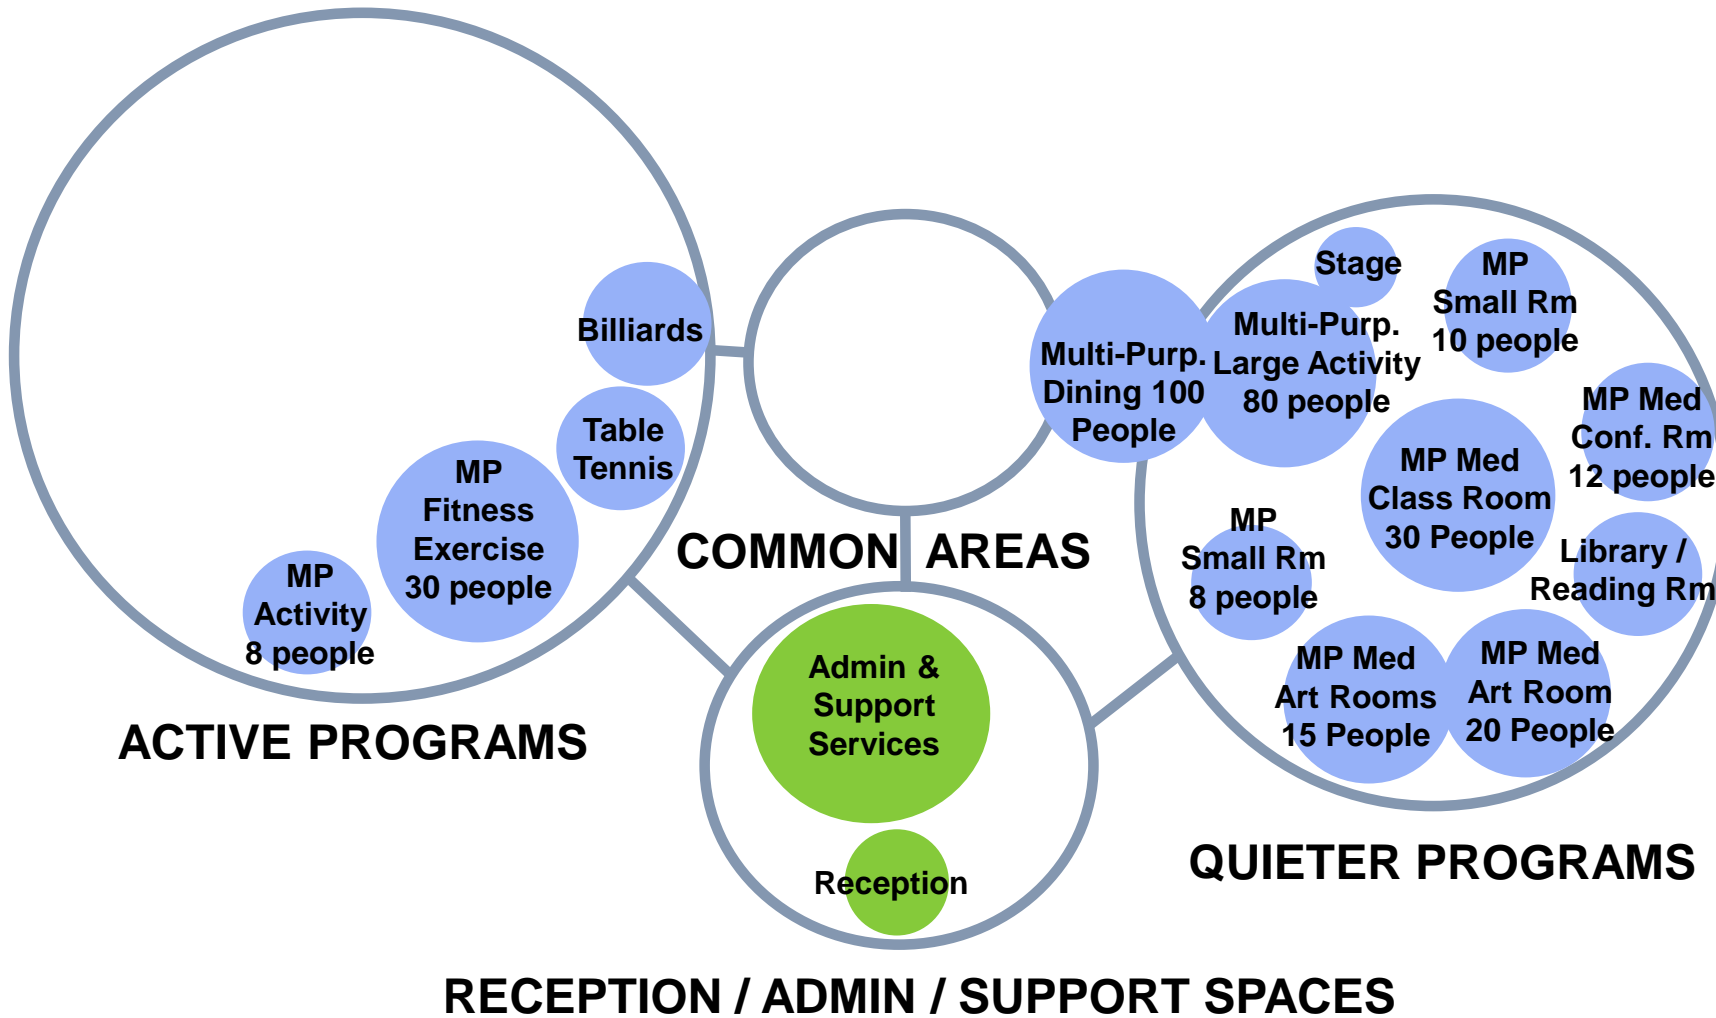 Billiards
Table
Tennis
MP
Fitness
Exercise
30 people
MP
Activity
8 people
ACTIVE PROGRAMS
COMMON AREAS
Multi-Purp.
Dining 100
People
Stage
Multi-Purp.
Large Activity
80 people
MP
Small Rm
10 people
MP Med
Conf. Rm
12 people
MP Med
Class Room
30 People
MP
Small Rm
8 people
Library /
Reading Rm
MP Med
Art Rooms
15 People
MP Med
Art Room
20 People
QUIETER PROGRAMS
Admin &
Support
Services
Reception
RECEPTION / ADMIN / SUPPORT SPACES